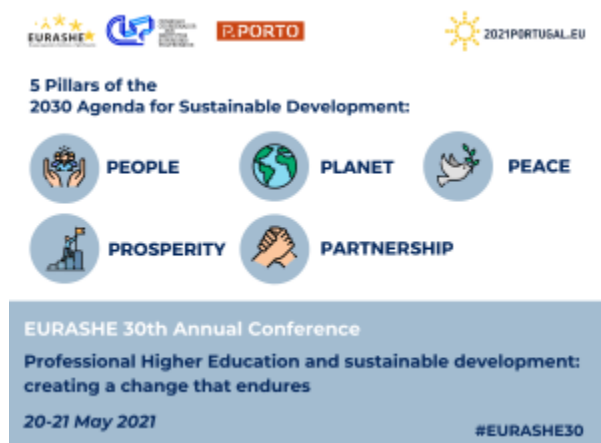 EURASHE
P.PORTO
2021PORTUGAL.EU
5 Pillars of the
2030 Agenda for Sustainable Development:
PEOPLE
PLANET
PEACE
PROSPERITY
PARTNERSHIP
EURASHE 30th Annual Conference
Professional Higher Education and sustainable development:
creating a change that endures
20-21 May 2021
#EURASHE30